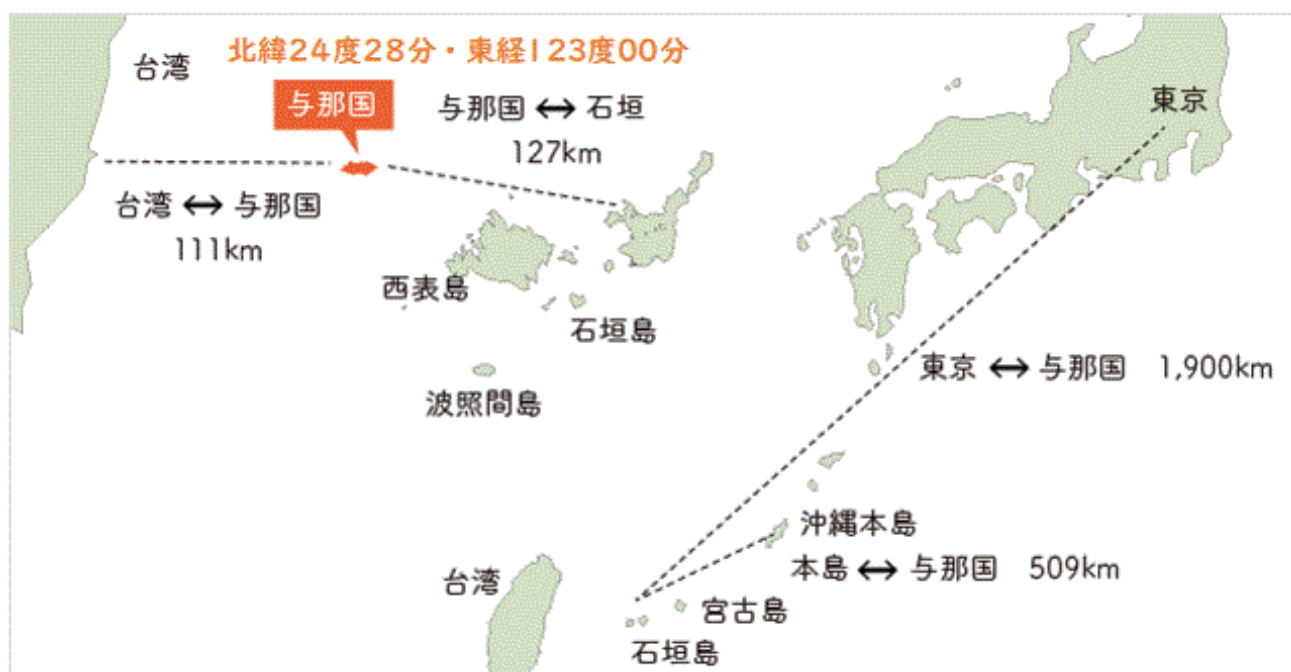 北緯24度28分・東経123度00分
台湾
与那国
与那国 ↔ 石垣
127km
東京
台湾 ↔ 与那国
111km
西表島
石垣島
波照間島
東京 ↔ 与那国 1,900km
沖縄本島
本島 ↔ 与那国 509km
台湾
宮古島
石垣島